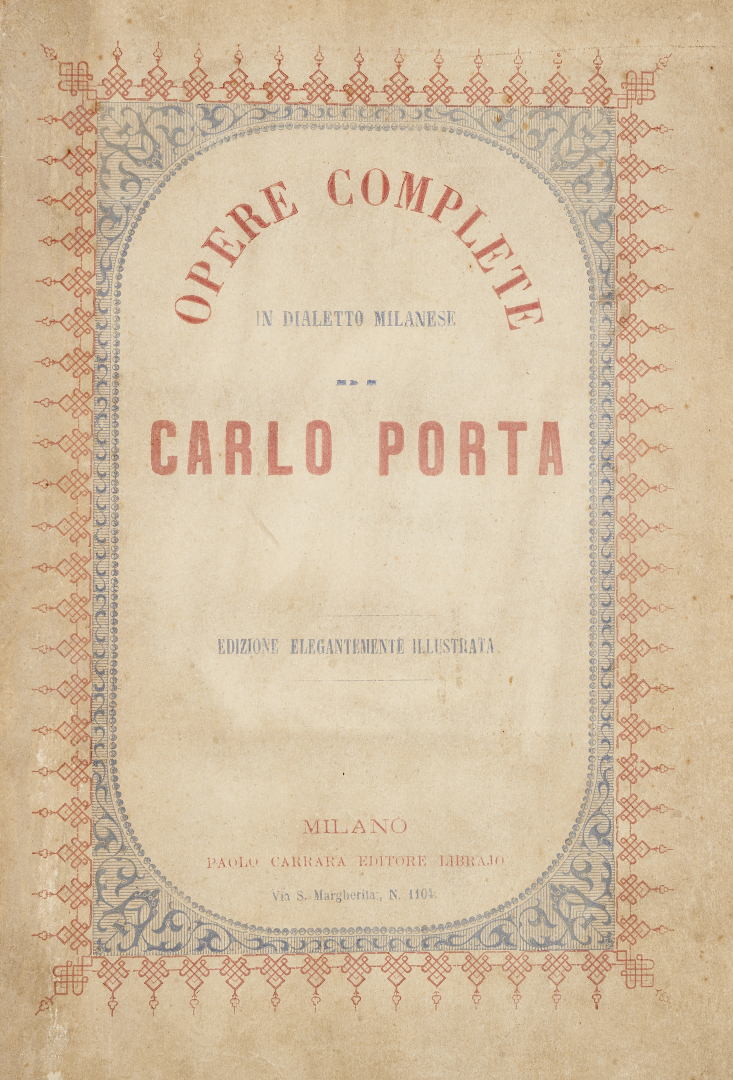 OPERE COMPLETE
IN DIALETTO MILANESE
CARLO PORTA
EDIZIONE ELEGANTEMENTE ILLUSTRATA
MILANO
PAOLO CARRARA EDITORE LIBRAJO
Via S. Margherita, N. 1104.